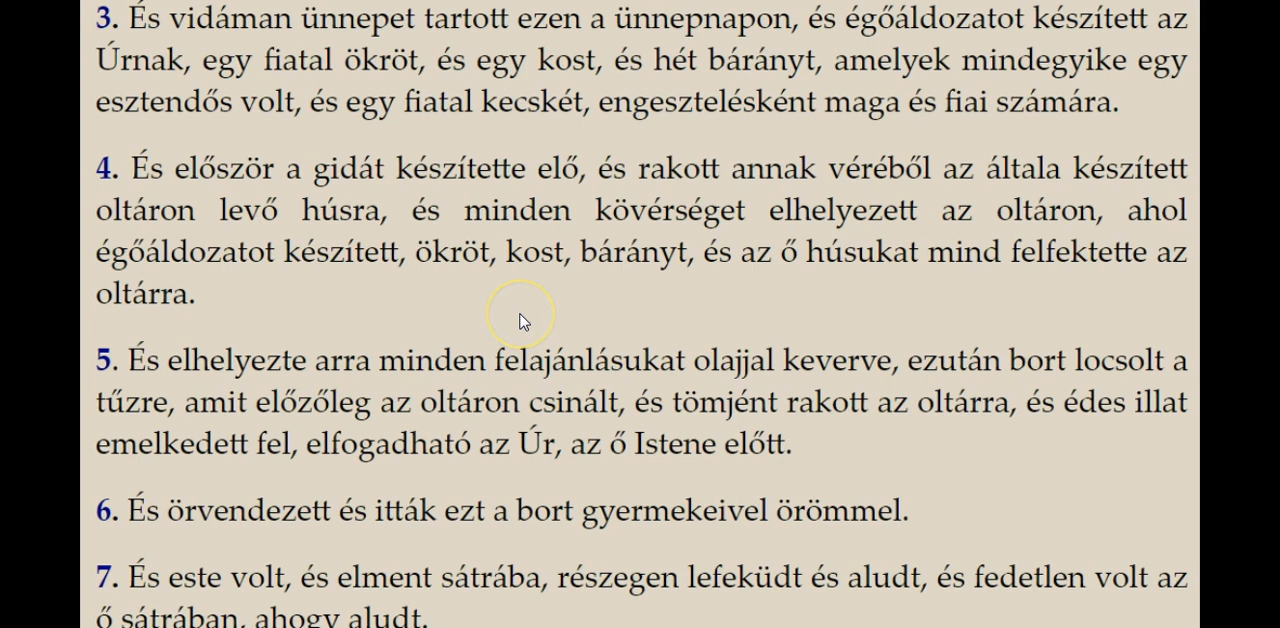 3. És vidáman ünnepet tartott ezen a ünnepnapon, és égőáldozatot készített az
Úrnak, egy fiatal ökröt, és egy kost, és hét bárányt, amelyek mindegyike egy
esztendős volt, és egy fiatal kecskét, engesztelésként maga és fiai számára.
4. És először a gidát készítette elő, és rakott annak véréből az általa készített
oltáron levő húsra, és minden kövérséget elhelyezett az oltáron, ahol
égőáldozatot készített, ökröt, kost, bárányt, és az ő húsukat mind felfektette az
oltárra.
5. És elhelyezte arra minden felajánlásukat olajjal keverve, ezután bort locsolt a
tűzre, amit előzőleg az oltáron csinált, és tömjént rakott az oltárra, és édes illat
emelkedett fel, elfogadható az Úr, az ő Istene előtt.
6. És örvendezett és itták ezt a bort gyermekeivel örömmel.
7. És este volt, és elment sátrába, részegen lefeküdt és aludt, és fedetlen volt az
ő sátrában, ahogy aludt.